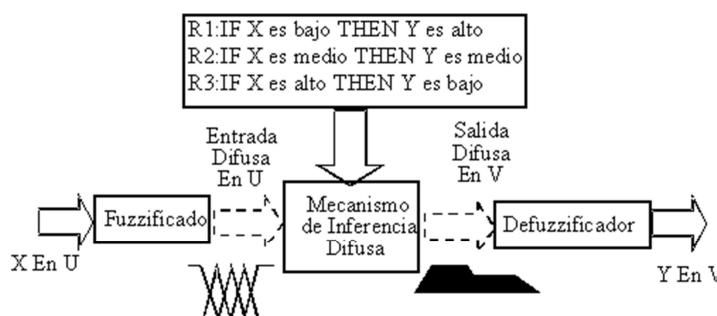 R1:IF X es bajo THEN Y es alto
R2:IF X es medio THEN Y es medio
R3:IF X es alto THEN Y es bajo
Entrada
Difusa
En U
Salida
Difusa
En V
Fuzzificado
Mecanismo
de Inferencia
Difusa
Defuzzificador
X En U
Y En V